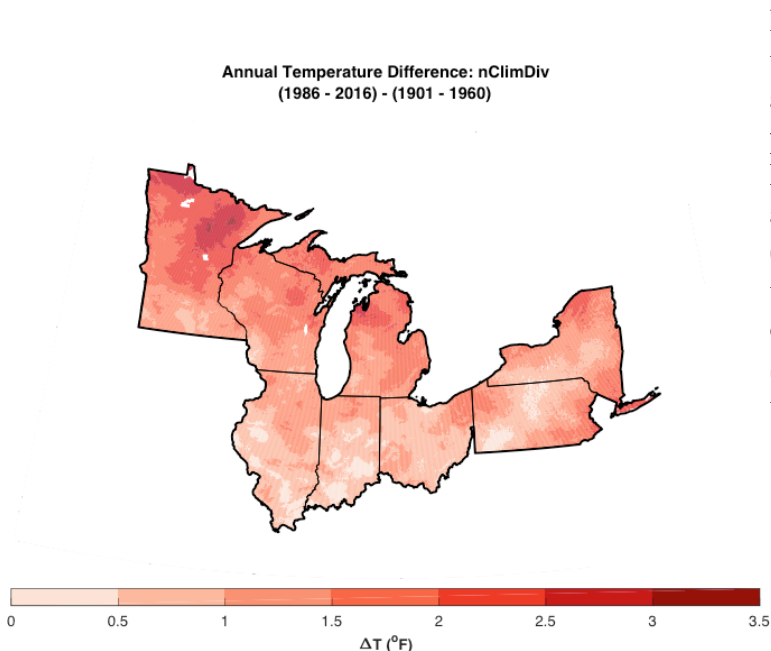 Annual Temperature Difference: nClimDiv
(1986 - 2016) - (1901 - 1960)
0 0.5 1 1.5 2 2.5 3 3.5
ΔT (°F)